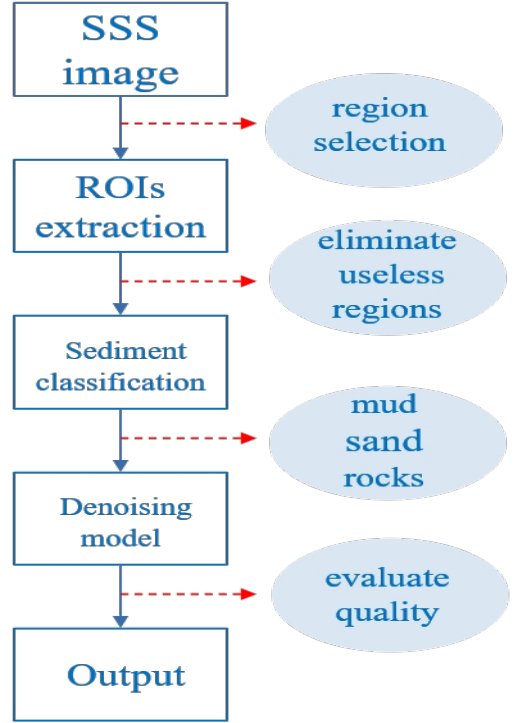 SSS
image
region
selection
ROIs
extraction
eliminate
useless
regions
Sediment
classification
mud
sand
rocks
Denoising
model
evaluate
quality
Output